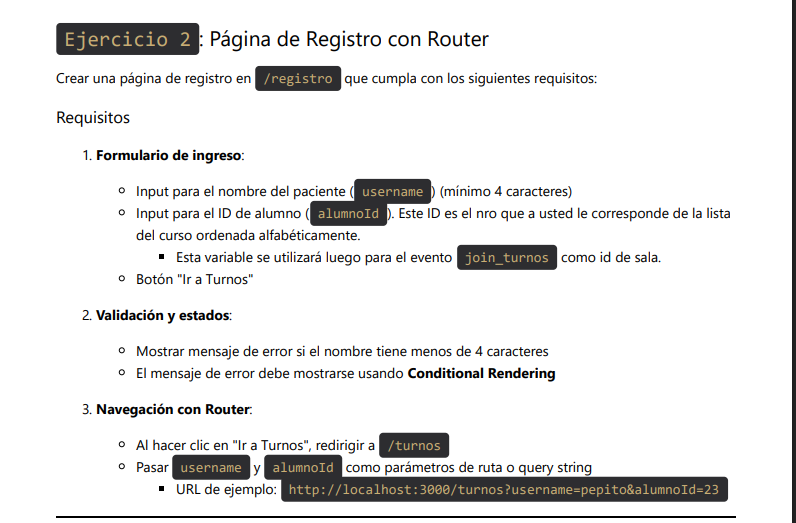 Ejercicio 2: Página de Registro con Router
Crear una página de registro en /registro que cumpla con los siguientes requisitos:
Requisitos
1. Formulario de ingreso:
Input para el nombre del paciente (username) (mínimo 4 caracteres)
Input para el ID de alumno (alumnoId). Este ID es el nro que a usted le corresponde de la lista
del curso ordenada alfabéticamente.
Esta variable se utilizará luego para el evento join_turnos como id de sala.
Botón "Ir a Turnos"
2. Validación y estados:
Mostrar mensaje de error si el nombre tiene menos de 4 caracteres
El mensaje de error debe mostrarse usando Conditional Rendering
3. Navegación con Router:
Al hacer clic en "Ir a Turnos", redirigir a /turnos
Pasar username y alumnoId como parámetros de ruta o query string
URL de ejemplo: http://localhost:3000/turnos?username=pepito&alumnoId=23